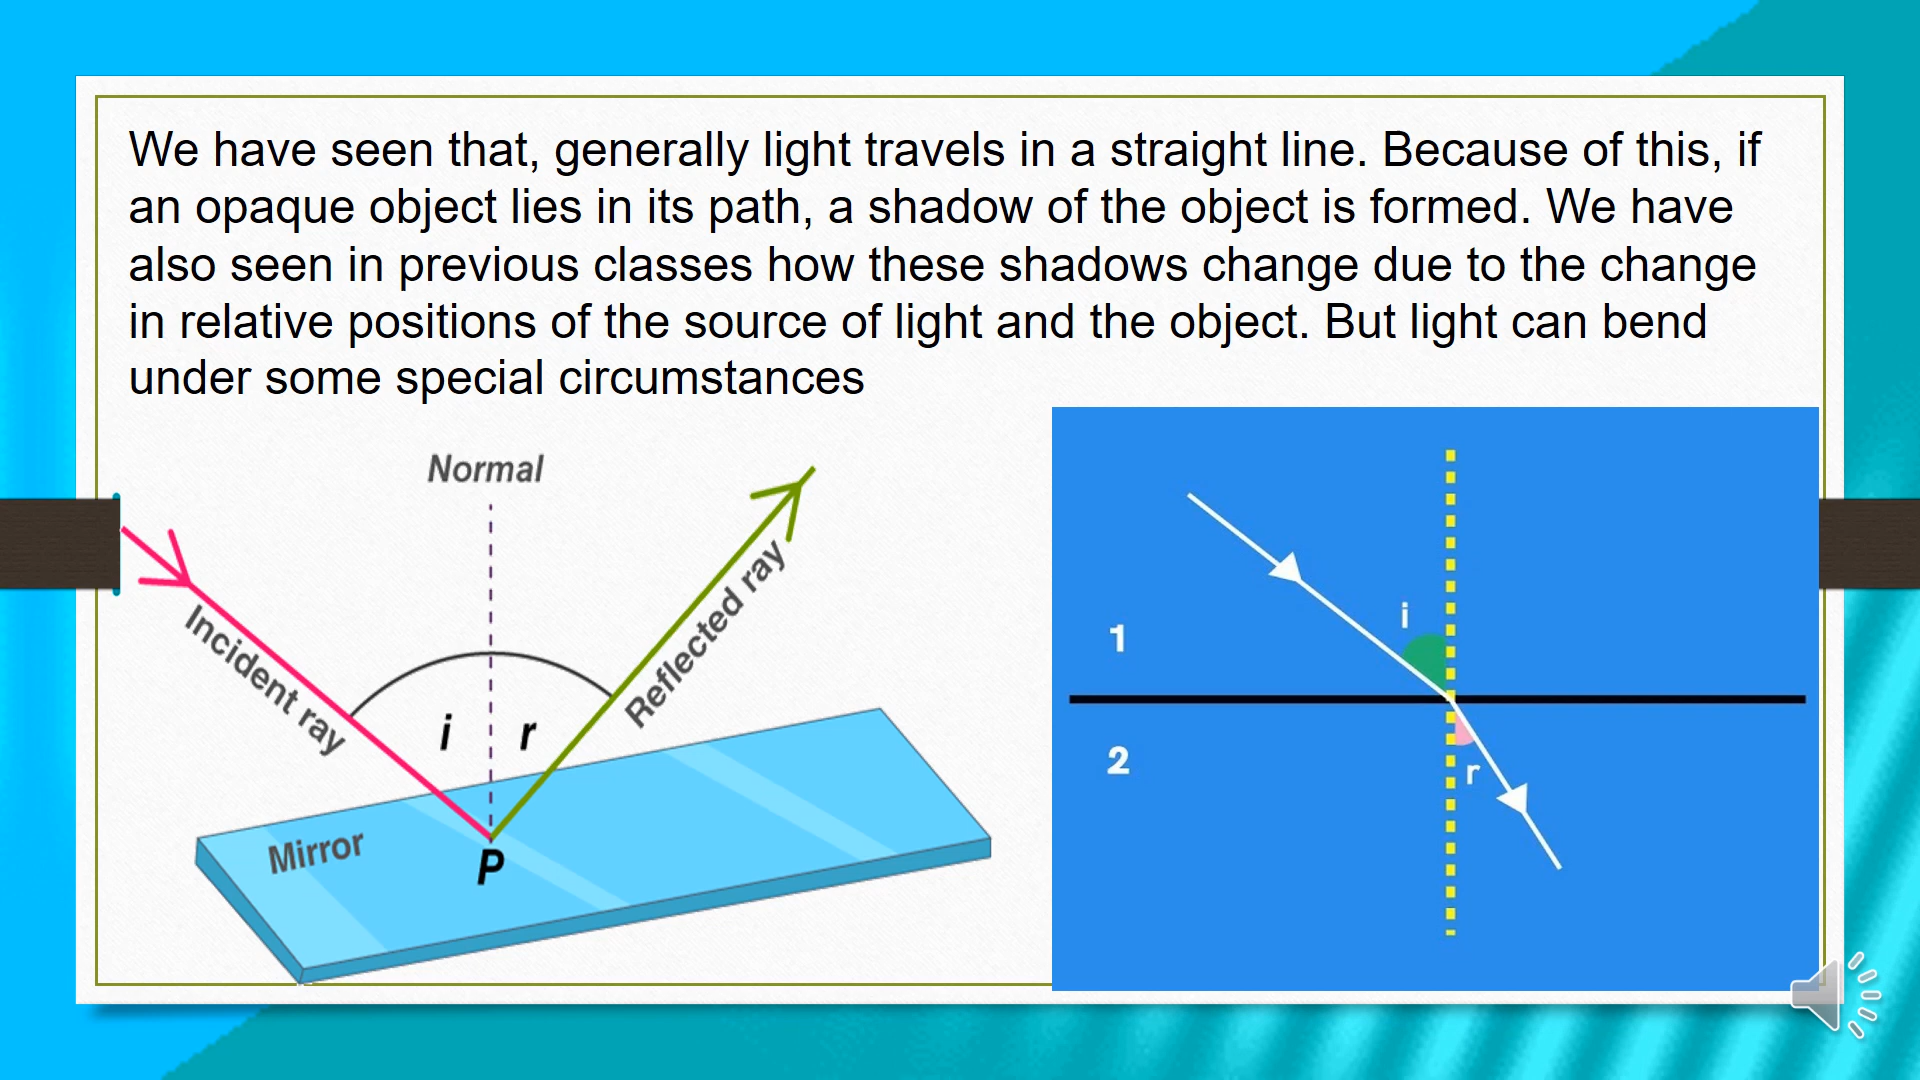 We have seen that, generally light travels in a straight line. Because of this, if
an opaque object lies in its path, a shadow of the object is formed. We have
also seen in previous classes how these shadows change due to the change
in relative positions of the source of light and the object. But light can bend
under some special circumstances
Normal
Incident ray
Reflected ray
i
r
Mirror
P
i
1
2
r